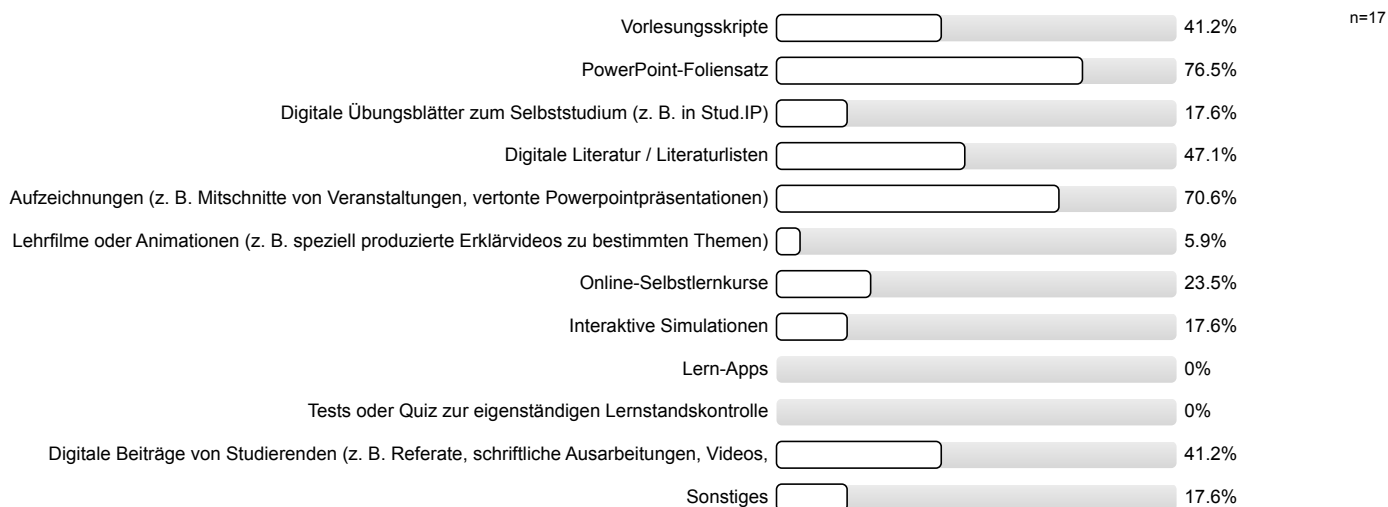 n=17
Vorlesungsskripte 41.2%
PowerPoint-Foliensatz 76.5%
Digitale Übungsblätter zum Selbststudium (z. B. in Stud.IP) 17.6%
Digitale Literatur / Literaturlisten 47.1%
Aufzeichnungen (z. B. Mitschnitte von Veranstaltungen, vertonte Powerpointpräsentationen) 70.6%
Lehrfilme oder Animationen (z. B. speziell produzierte Erklärvideos zu bestimmten Themen) 5.9%
Online-Selbstlernkurse 23.5%
Interaktive Simulationen 17.6%
Lern-Apps 0%
Tests oder Quiz zur eigenständigen Lernstandskontrolle 0%
Digitale Beiträge von Studierenden (z. B. Referate, schriftliche Ausarbeitungen, Videos, 41.2%
Sonstiges 17.6%